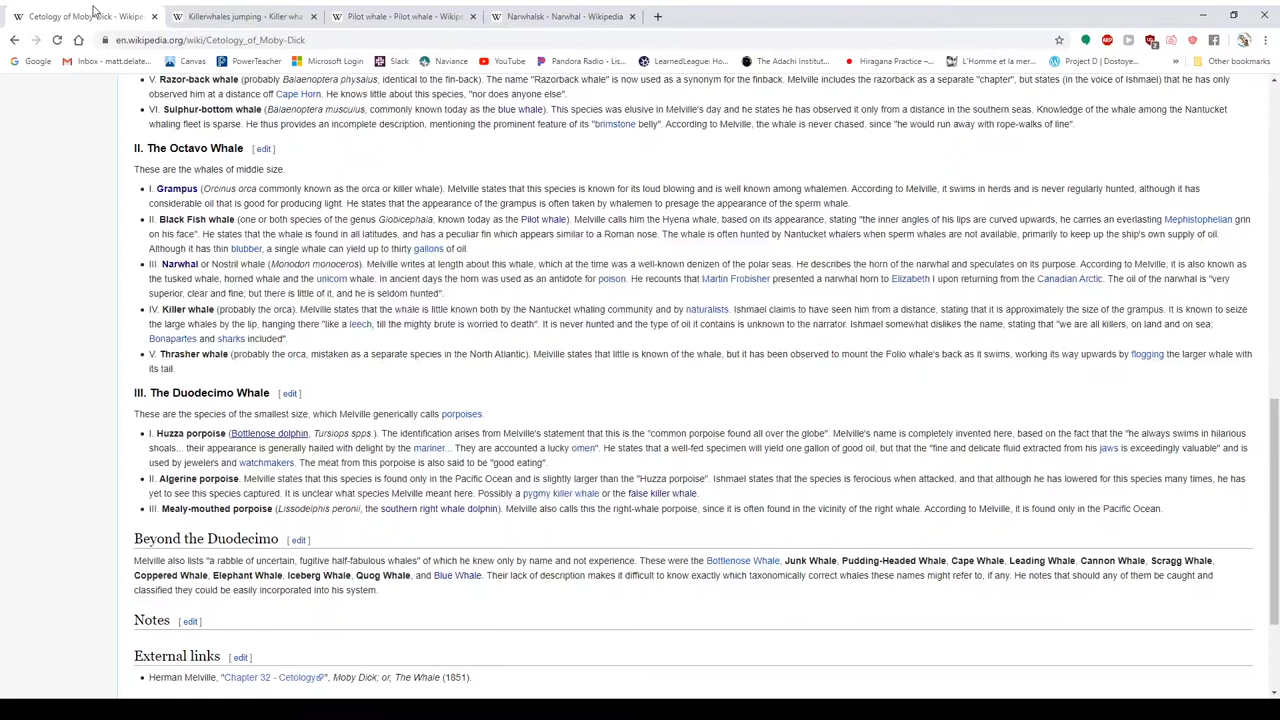 Cetology of Moby-Dick - Wikipe
Killerwhales jumping - Killer wha
Pilot whale - Pilot whale - Wikipe
Narwhalsk - Narwhal - Wikipedia
en.wikipedia.org/wiki/Cetology_of_Moby-Dick
Google
Inbox - matt.delate...
Canvas
PowerTeacher
Microsoft Office H...
Slack
Naviance
YouTube
Pandora Radio - Lis...
LearnedLeague: Ho...
The Adachi Institut...
Hiragana Practice –...
L'Homme et la mer...
Project D | Dostoye...
Other bookmarks
V. Razor-back whale (probably Balaenoptera physalus, identical to the fin-back). The name "Razorback whale" is now used as a synonym for the finback. Melville includes the razorback as a separate "chapter", but states (in the voice of Ishmael) that he has only
observed him at a distance off Cape Horn. He knows little about this species, "nor does anyone else".
VI. Sulphur-bottom whale (Balaenoptera musculus, commonly known today as the blue whale). This species was elusive in Melville's day and he states he has observed it only from a distance in the southern seas. Knowledge of the whale among the Nantucket
whaling fleet is sparse. He thus provides an incomplete description, mentioning the prominent feature of its "brimstone belly". According to Melville, the whale is never chased, since "he would run away with rope-walks of line".
II. The Octavo Whale [ edit ]
These are the whales of middle size.
I. Grampus (Orcinus orca commonly known as the orca or killer whale). Melville states that this species is known for its loud blowing and is well known among whalemen. According to Melville, it swims in herds and is never regularly hunted, although it has
considerable oil that is good for producing light. He states that the appearance of the grampus is often taken by whalemen to presage the appearance of the sperm whale.
II. Black Fish whale (one or both species of the genus Globicephala, known today as the Pilot whale). Melville calls him the Hyena whale, based on its appearance, stating "the inner angles of his lips are curved upwards, he carries an everlasting Mephistophelian grin
on his face". He states that the whale is found in all latitudes, and has a peculiar fin which appears similar to a Roman nose. The whale is often hunted by Nantucket whalers when sperm whales are not available, primarily to keep up the ship's own supply of oil.
Although it has thin blubber, a single whale can yield up to thirty gallons of oil.
III. Narwhal or Nostril whale (Monodon monoceros). Melville writes at length about this whale, which at the time was a well-known denizen of the polar seas. He describes the horn of the narwhal and speculates on its purpose. According to Melville, it is also known as
the tusked whale, horned whale and the unicorn whale. In ancient days the horn was used as an antidote for poison. He recounts that Martin Frobisher presented a narwhal horn to Elizabeth I upon returning from the Canadian Arctic. The oil of the narwhal is "very
superior, clear and fine; but there is little of it, and he is seldom hunted".
IV. Killer whale (probably the orca). Melville states that the whale is little known both by the Nantucket whaling community and by naturalists. Ishmael claims to have seen him from a distance, stating that it is approximately the size of the grampus. It is known to seize
the large whales by the lip, hanging there "like a leech, till the mighty brute is worried to death". It is never hunted and the type of oil it contains is unknown to the narrator. Ishmael somewhat dislikes the name, stating that "we are all killers, on land and on sea;
Bonapartes and sharks included".
V. Thrasher whale (probably the orca, mistaken as a separate species in the North Atlantic). Melville states that little is known of the whale, but it has been observed to mount the Folio whale's back as it swims, working its way upwards by flogging the larger whale with
its tail.
III. The Duodecimo Whale [ edit ]
These are the species of the smallest size, which Melville generically calls porpoises.
I. Huzza porpoise (Bottlenose dolphin, Tursiops spps.). The identification arises from Melville's statement that this is the "common porpoise found all over the globe". Melville's name is completely invented here, based on the fact that the "he always swims in hilarious
shoals... their appearance is generally hailed with delight by the mariner... They are accounted a lucky omen". He states that a well-fed specimen will yield one gallon of good oil, but that the "fine and delicate fluid extracted from his jaws is exceedingly valuable" and is
used by jewelers and watchmakers. The meat from this porpoise is also said to be "good eating".
II. Algerine porpoise. Melville states that this species is found only in the Pacific Ocean and is slightly larger than the "Huzza porpoise". Ishmael states that the species is ferocious when attacked, and that although he has lowered for this species many times, he has
yet to see this species captured. It is unclear what species Melville meant here. Possibly a pygmy killer whale or the false killer whale.
III. Mealy-mouthed porpoise (Lissodelphis peronii, the southern right whale dolphin). Melville also calls this the right-whale porpoise, since it is often found in the vicinity of the right whale. According to Melville, it is found only in the Pacific Ocean.
Beyond the Duodecimo [ edit ]
Melville also lists "a rabble of uncertain, fugitive half-fabulous whales" of which he knew only by name and not experience. These were the Bottlenose Whale, Junk Whale, Pudding-Headed Whale, Cape Whale, Leading Whale, Cannon Whale, Scragg Whale,
Coppered Whale, Elephant Whale, Iceberg Whale, Quog Whale, and Blue Whale. Their lack of description makes it difficult to know exactly which taxonomically correct whales these names might refer to, if any. He notes that should any of them be caught and
classified they could be easily incorporated into his system.
Notes [ edit ]
External links [ edit ]
Herman Melville, "Chapter 32 - Cetology", Moby Dick; or, The Whale (1851).